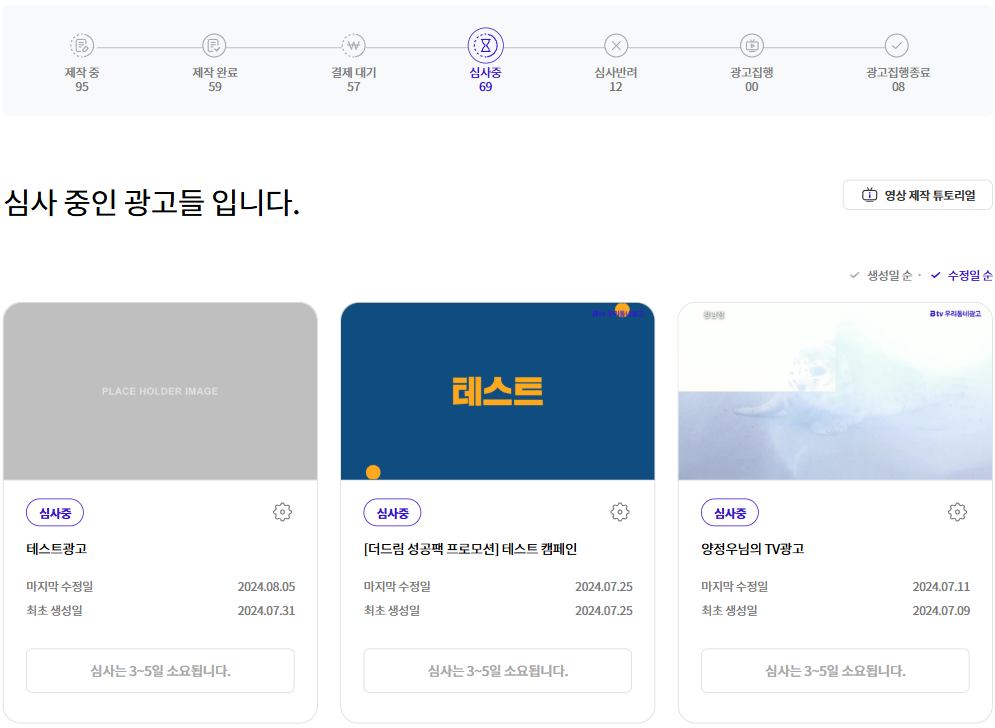 제작 중
95
제작 완료
59
결제 대기
57
심사중
69
심사반려
12
광고집행
00
광고집행종료
08
심사 중인 광고들 입니다.
영상 제작 튜토리얼
생성일 순 · 수정일 순
PLACE HOLDER IMAGE
심사중
테스트광고
마지막 수정일 2024.08.05
최초 생성일 2024.07.31
심사는 3~5일 소요됩니다.
B tv 우리동네광고
테스트
심사중
[더드림 성공팩 프로모션] 테스트 캠페인
마지막 수정일 2024.07.25
최초 생성일 2024.07.25
심사는 3~5일 소요됩니다.
B tv 우리동네광고
심사중
양정우님의 TV광고
마지막 수정일 2024.07.11
최초 생성일 2024.07.09
심사는 3~5일 소요됩니다.